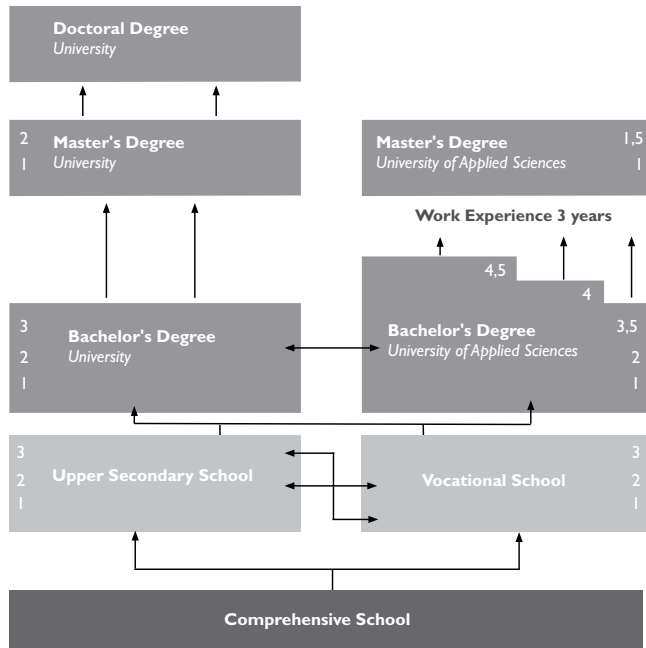 Doctoral Degree
University
2
1
Master's Degree
University
Master's Degree
University of Applied Sciences
1,5
1
Work Experience 3 years
4,5
4
3
2
1
Bachelor's Degree
University
Bachelor's Degree
University of Applied Sciences
3,5
2
1
3
2
1
Upper Secondary School
Vocational School
3
2
1
Comprehensive School